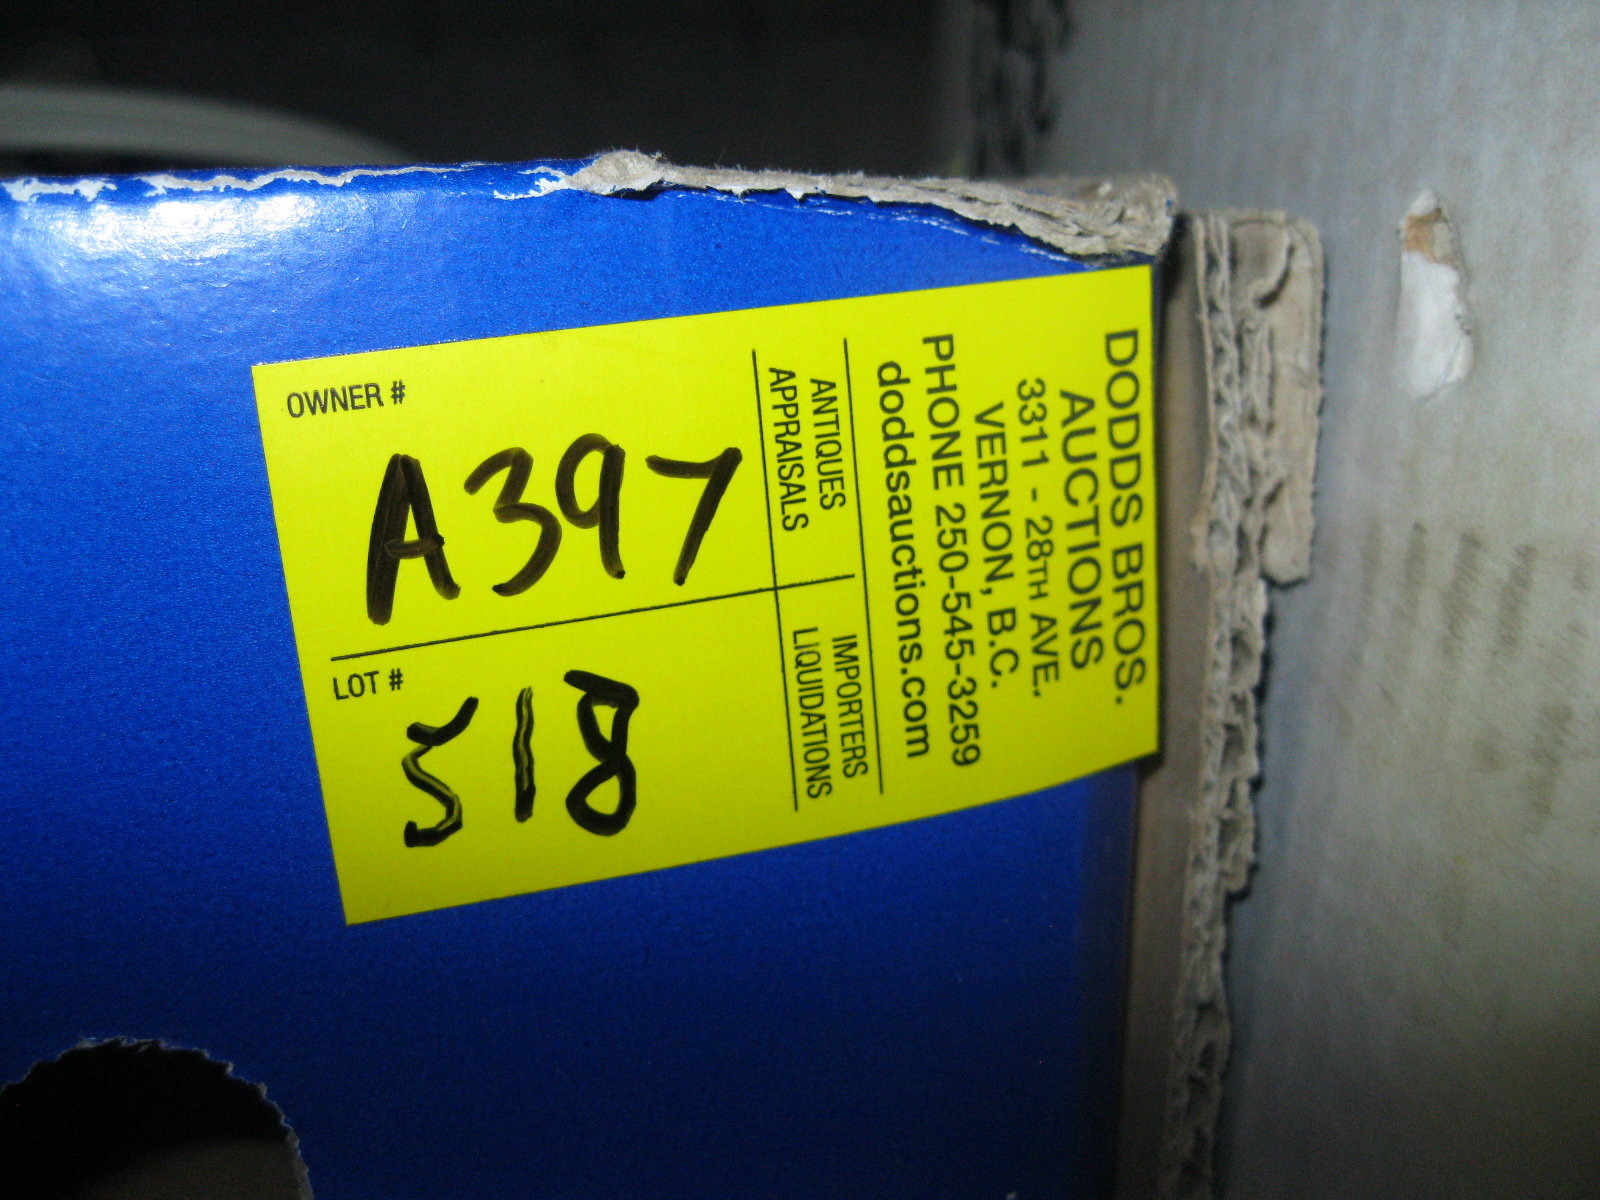 DODDS BROS.
AUCTIONS
3311 - 28TH AVE.
VERNON, B.C.
PHONE 250-545-3259
doddsauctions.com
ANTIQUES
APPRAISALS
IMPORTERS
LIQUIDATIONS
OWNER #
A397
LOT #
518